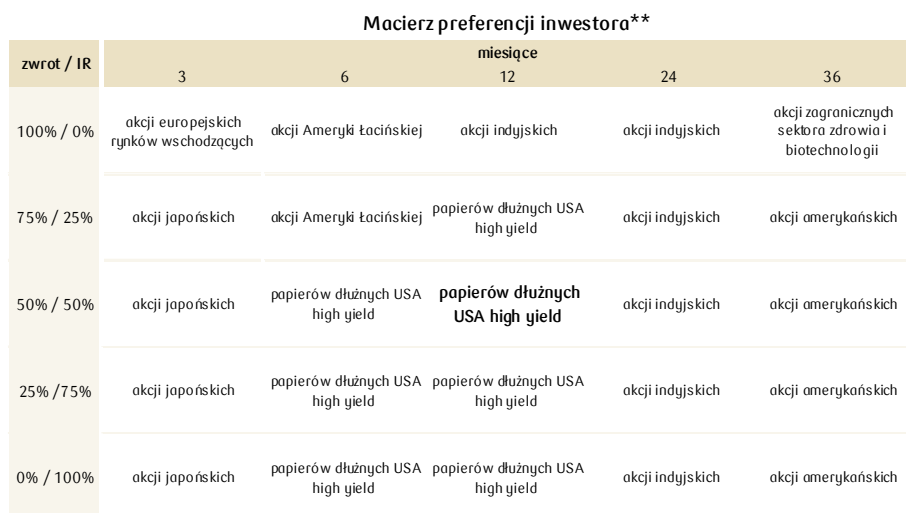 Macierz preferencji inwestora**
zwrot / IR
miesiące
3 6 12 24 36
100% / 0%
akcji europejskich
rynków wschodzących
akcji Ameryki Łacińskiej
akcji indyjskich
akcji indyjskich
akcji zagranicznych
sektora zdrowia i
biotechnologii
75% / 25%
akcji japońskich
akcji Ameryki Łacińskiej
papierów dłużnych USA
high yield
akcji indyjskich
akcji amerykańskich
50% / 50%
akcji japońskich
papierów dłużnych USA
high yield
papierów dłużnych
USA high yield
akcji indyjskich
akcji amerykańskich
25% /75%
akcji japońskich
papierów dłużnych USA
high yield
papierów dłużnych USA
high yield
akcji indyjskich
akcji amerykańskich
0% / 100%
akcji japońskich
papierów dłużnych USA
high yield
papierów dłużnych USA
high yield
akcji indyjskich
akcji amerykańskich